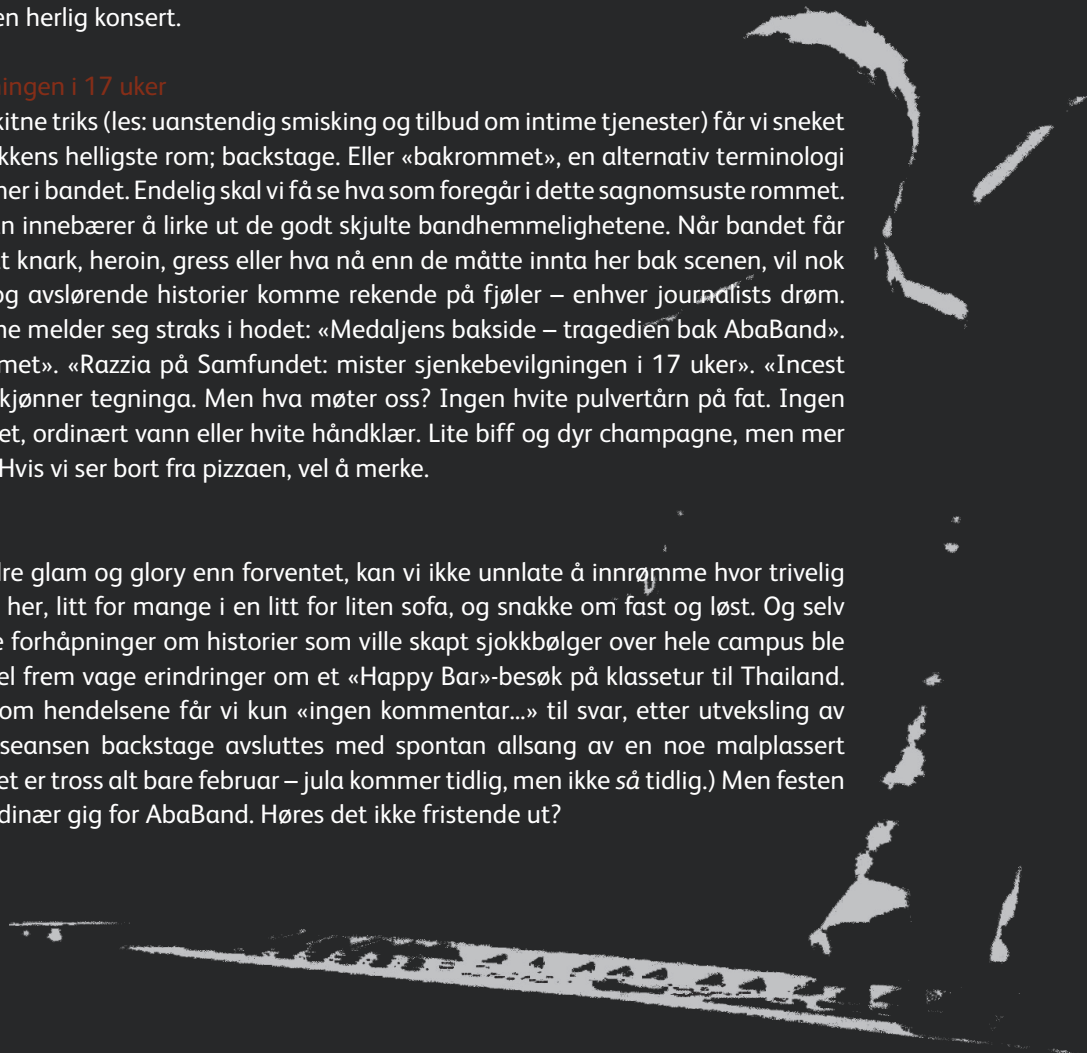 en herlig konsert.
ingen i 17 uker
kitne triks (les: uanstendig smisking og tilbud om intime tjenester) får vi sneket
kkens helligste rom; backstage. Eller «bakrommet», en alternativ terminologi
ner i bandet. Endelig skal vi få se hva som foregår i dette sagnomsuste rommet.
n innebærer å lirke ut de godt skjulte bandhemmelighetene. Når bandet får
t knark, heroin, gress eller hva nå enn de måtte innta her bak scenen, vil nok
og avslørende historier komme rekende på fjøler – enhver journalists drøm.
ne melder seg straks i hodet: «Medaljens bakside – tragedien bak AbaBand».
met». «Razzia på Samfundet: mister sjenkebevilgningen i 17 uker». «Incest
kjønner tegninga. Men hva møter oss? Ingen hvite pulvertårn på fat. Ingen
et, ordinært vann eller hvite håndklær. Lite biff og dyr champagne, men mer
Hvis vi ser bort fra pizzaen, vel å merke.
dre glam og glory enn forventet, kan vi ikke unnlate å innrømme hvor trivelig
her, litt for mange i en litt for liten sofa, og snakke om fast og løst. Og selv
e forhåpninger om historier som ville skapt sjokkbølger over hele campus ble
el frem vage erindringer om et «Happy Bar»-besøk på klassetur til Thailand.
om hendelsene får vi kun «ingen kommentar...» til svar, etter utveksling av
seansen backstage avsluttes med spontan allsang av en noe malplassert
et er tross alt bare februar – jula kommer tidlig, men ikke så tidlig.) Men festen
dinær gig for AbaBand. Høres det ikke fristende ut?